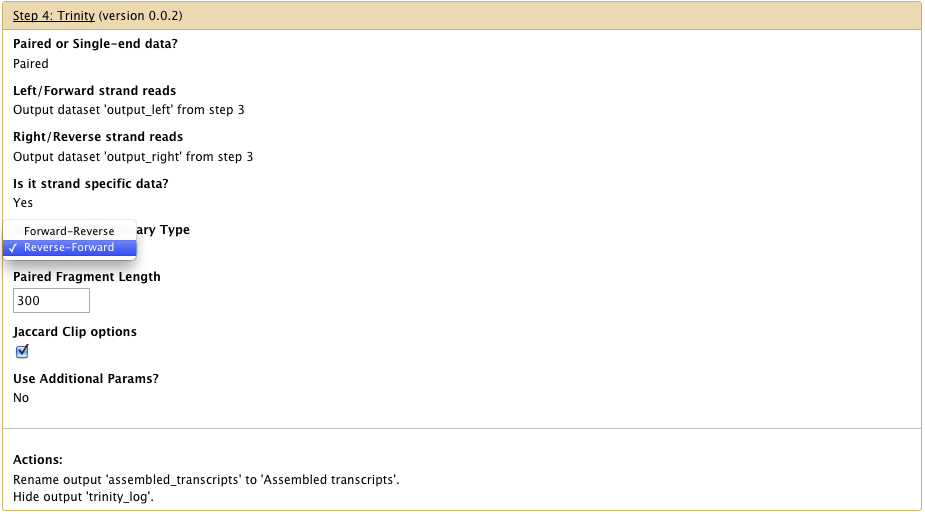 Step 4: Trinity (version 0.0.2)
Paired or Single-end data?
Paired
Left/Forward strand reads
Output dataset 'output_left' from step 3
Right/Reverse strand reads
Output dataset 'output_right' from step 3
Is it strand specific data?
Yes
Forward-Reverse
ary Type
✓ Reverse-Forward
Paired Fragment Length
300
Jaccard Clip options
Use Additional Params?
No
Actions:
Rename output 'assembled_transcripts' to 'Assembled transcripts'.
Hide output 'trinity_log'.